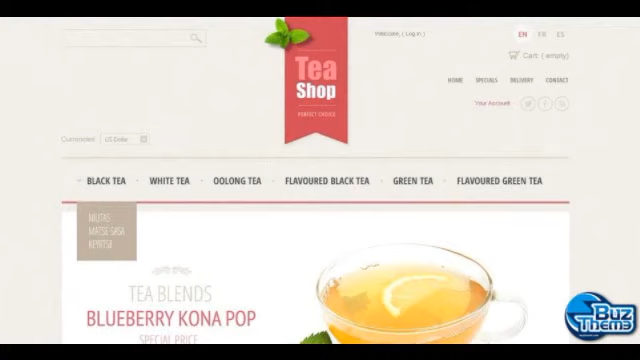 Welcome, ( Log in )
EN FR ES
Cart: ( empty)
Tea
Shop
PERFECT CHOICE
HOME SPECIALS DELIVERY CONTACT
Your Account
US Dollar
BLACK TEA WHITE TEA OOLONG TEA FLAVOURED BLACK TEA GREEN TEA FLAVOURED GREEN TEA
TEA BLENDS
BLUEBERRY KONA POP
SPECIAL PRICE
BUZ
THEM3